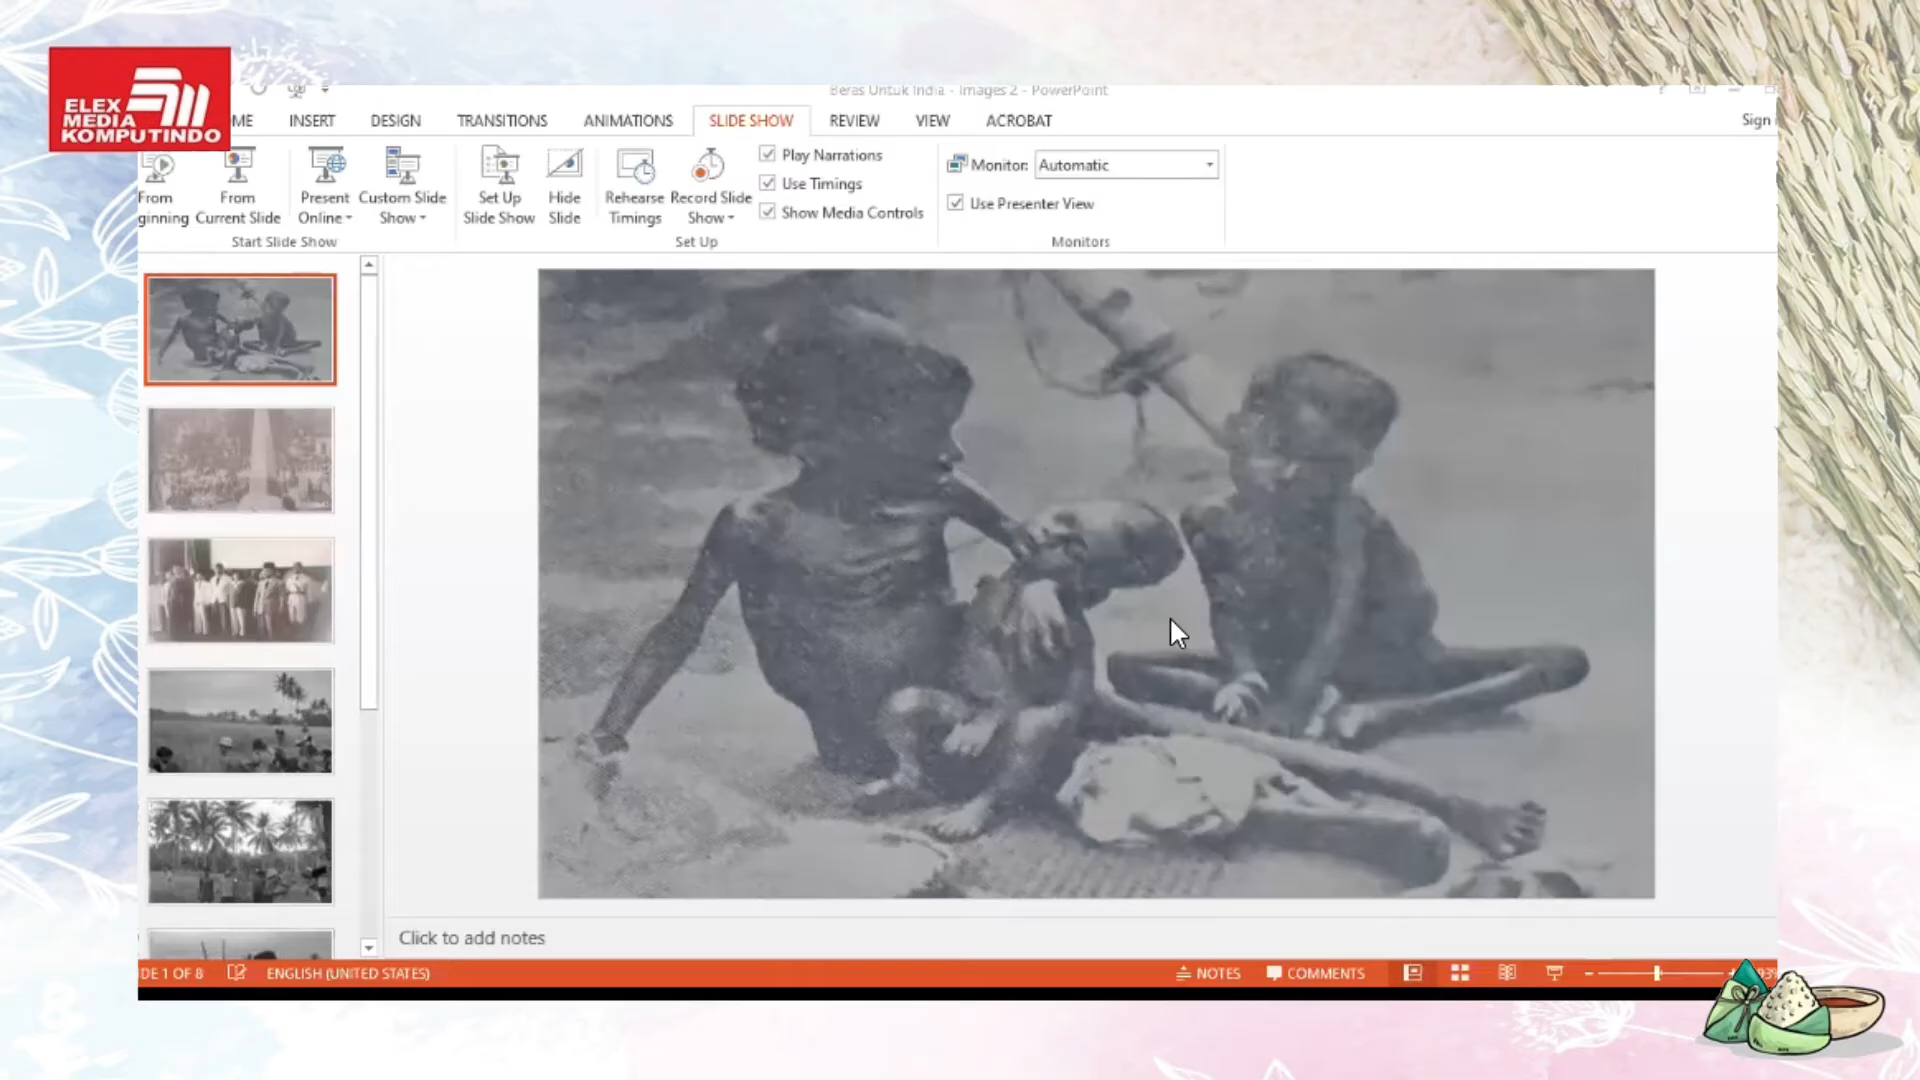 ELEX
MEDIA
KOMPUTINDO
Beras Untuk India - Images 2 - PowerPoint
INSERT
DESIGN
TRANSITIONS
ANIMATIONS
SLIDE SHOW
REVIEW
VIEW
ACROBAT
Sign
From
From
Current Slide
Present
Online
Custom Slide
Show
Start Slide Show
Set Up
Slide Show
Hide
Slide
Rehearse
Timings
Record Slide
Show
Play Narrations
Use Timings
Show Media Controls
Set Up
Monitor:
Automatic
Use Presenter View
Monitors
Click to add notes
1 OF 8
ENGLISH (UNITED STATES)
NOTES
COMMENTS